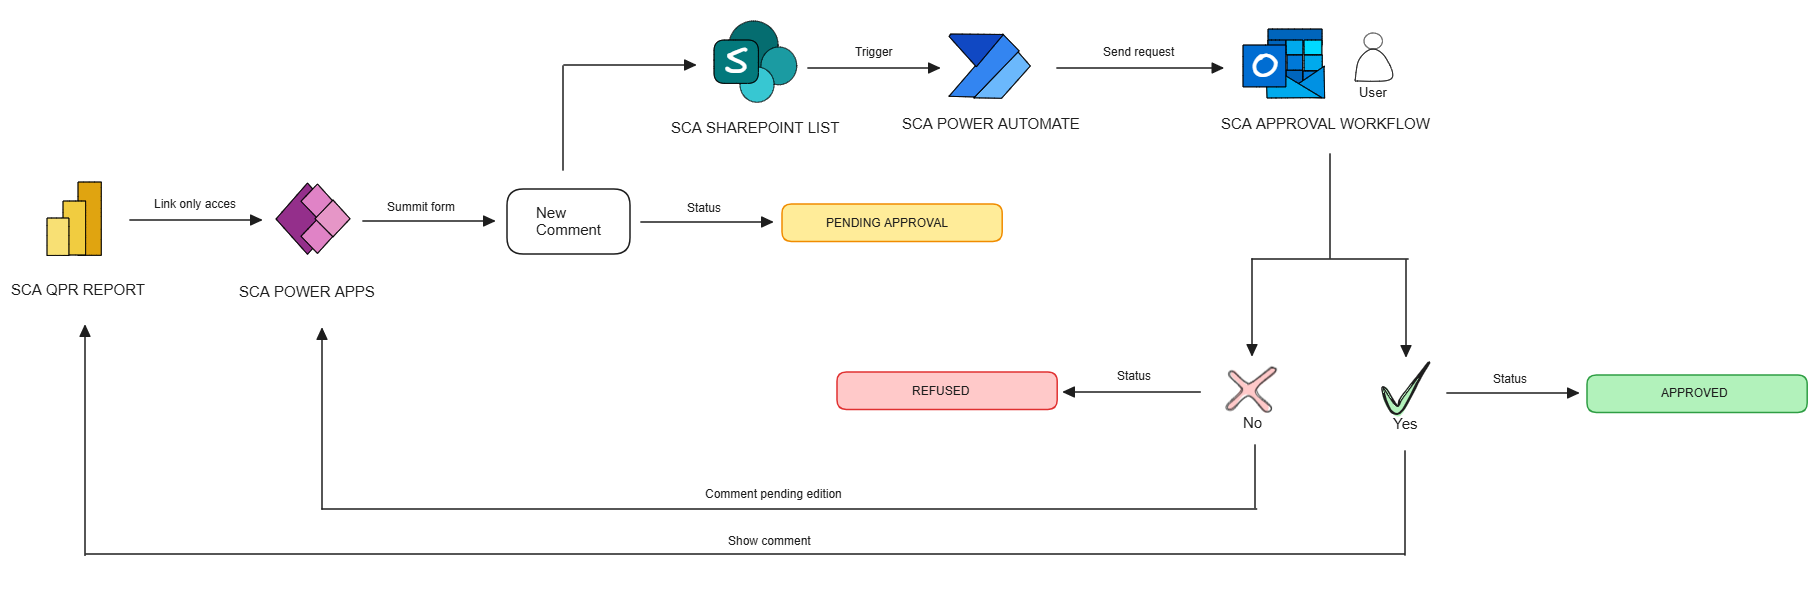 Trigger
Send request
User
SCA SHAREPOINT LIST
SCA POWER AUTOMATE
SCA APPROVAL WORKFLOW
Link only acces
Summit form
New
Comment
Status
PENDING APPROVAL
SCA QPR REPORT
SCA POWER APPS
REFUSED
Status
No
Yes
Status
APPROVED
Comment pending edition
Show comment